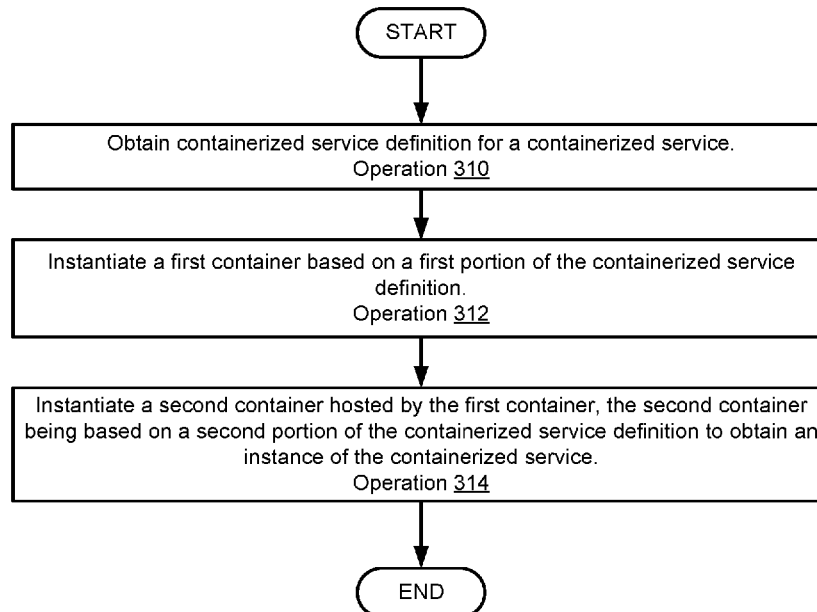 START
Obtain containerized service definition for a containerized service.
Operation 310
Instantiate a first container based on a first portion of the containerized service
definition.
Operation 312
Instantiate a second container hosted by the first container, the second container
being based on a second portion of the containerized service definition to obtain an
instance of the containerized service.
Operation 314
END